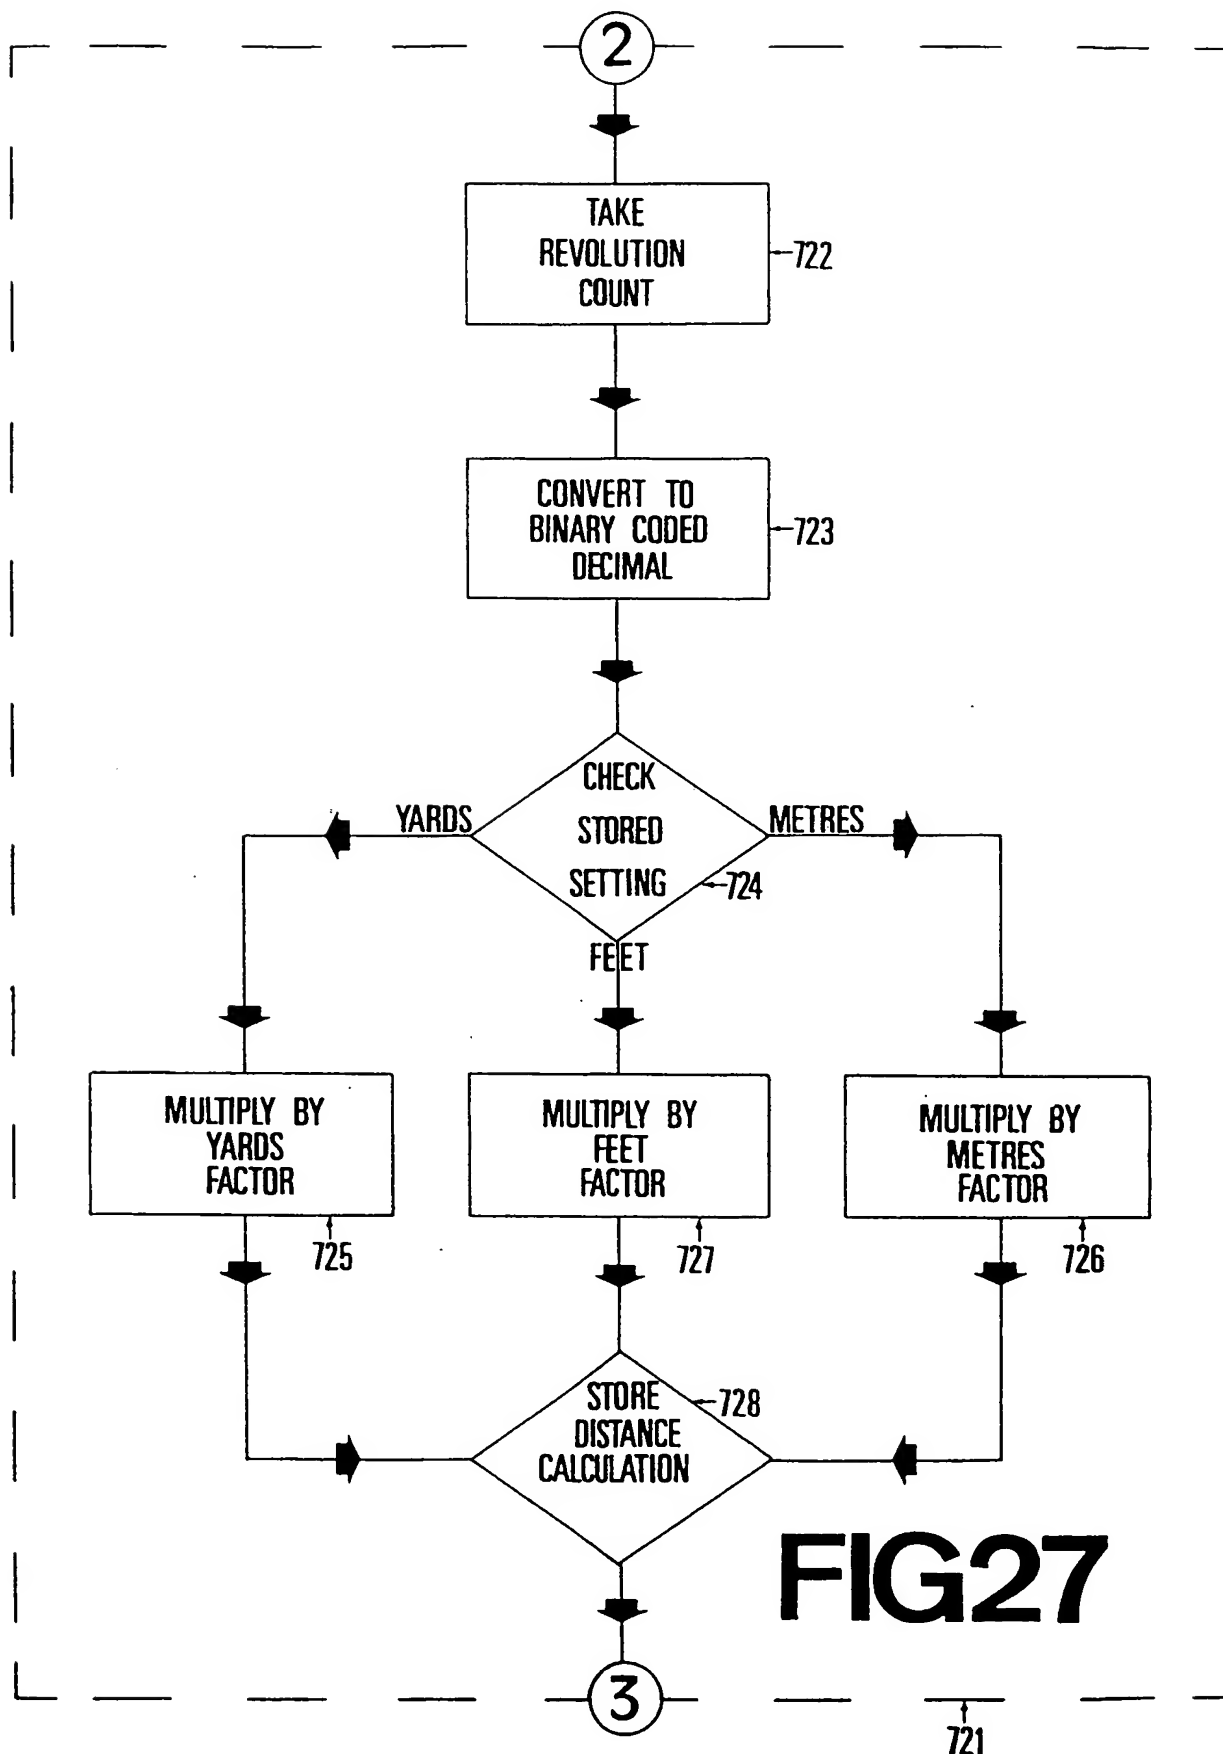 2
TAKE
REVOLUTION
COUNT
722
CONVERT TO
BINARY CODED
DECIMAL
723
CHECK
STORED
SETTING
724
YARDS
METRES
FEET
MULTIPLY BY
YARDS
FACTOR
725
MULTIPLY BY
FEET
FACTOR
727
MULTIPLY BY
METRES
FACTOR
726
STORE
DISTANCE
CALCULATION
728
FIG27
3
721